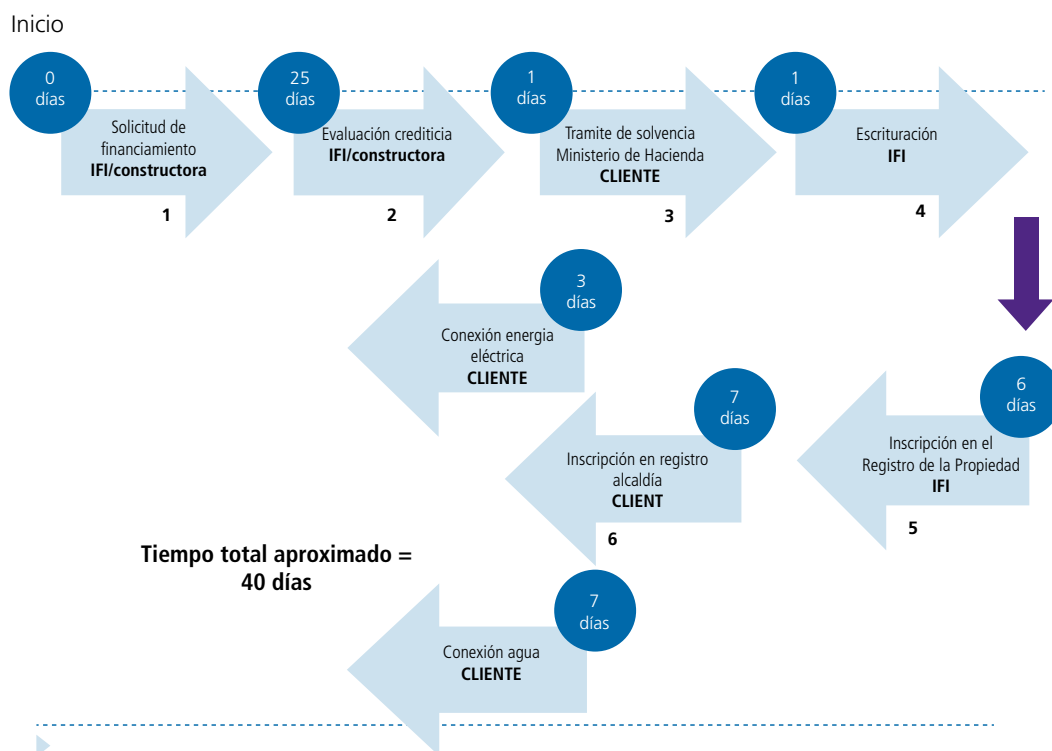 Inicio
0
días
Solicitud de
financiamiento
IFI/constructora
1
25
días
Evaluación crediticia
IFI/constructora
2
1
días
Tramite de solvencia
Ministerio de Hacienda
CLIENTE
3
1
días
Escrituración
IFI
4
3
días
Conexión energia
eléctrica
CLIENTE
6
días
Inscripción en el
Registro de la Propiedad
IFI
5
7
días
Inscripción en registro
alcaldía
CLIENT
6
Tiempo total aproximado =
40 días
7
días
Conexión agua
CLIENTE